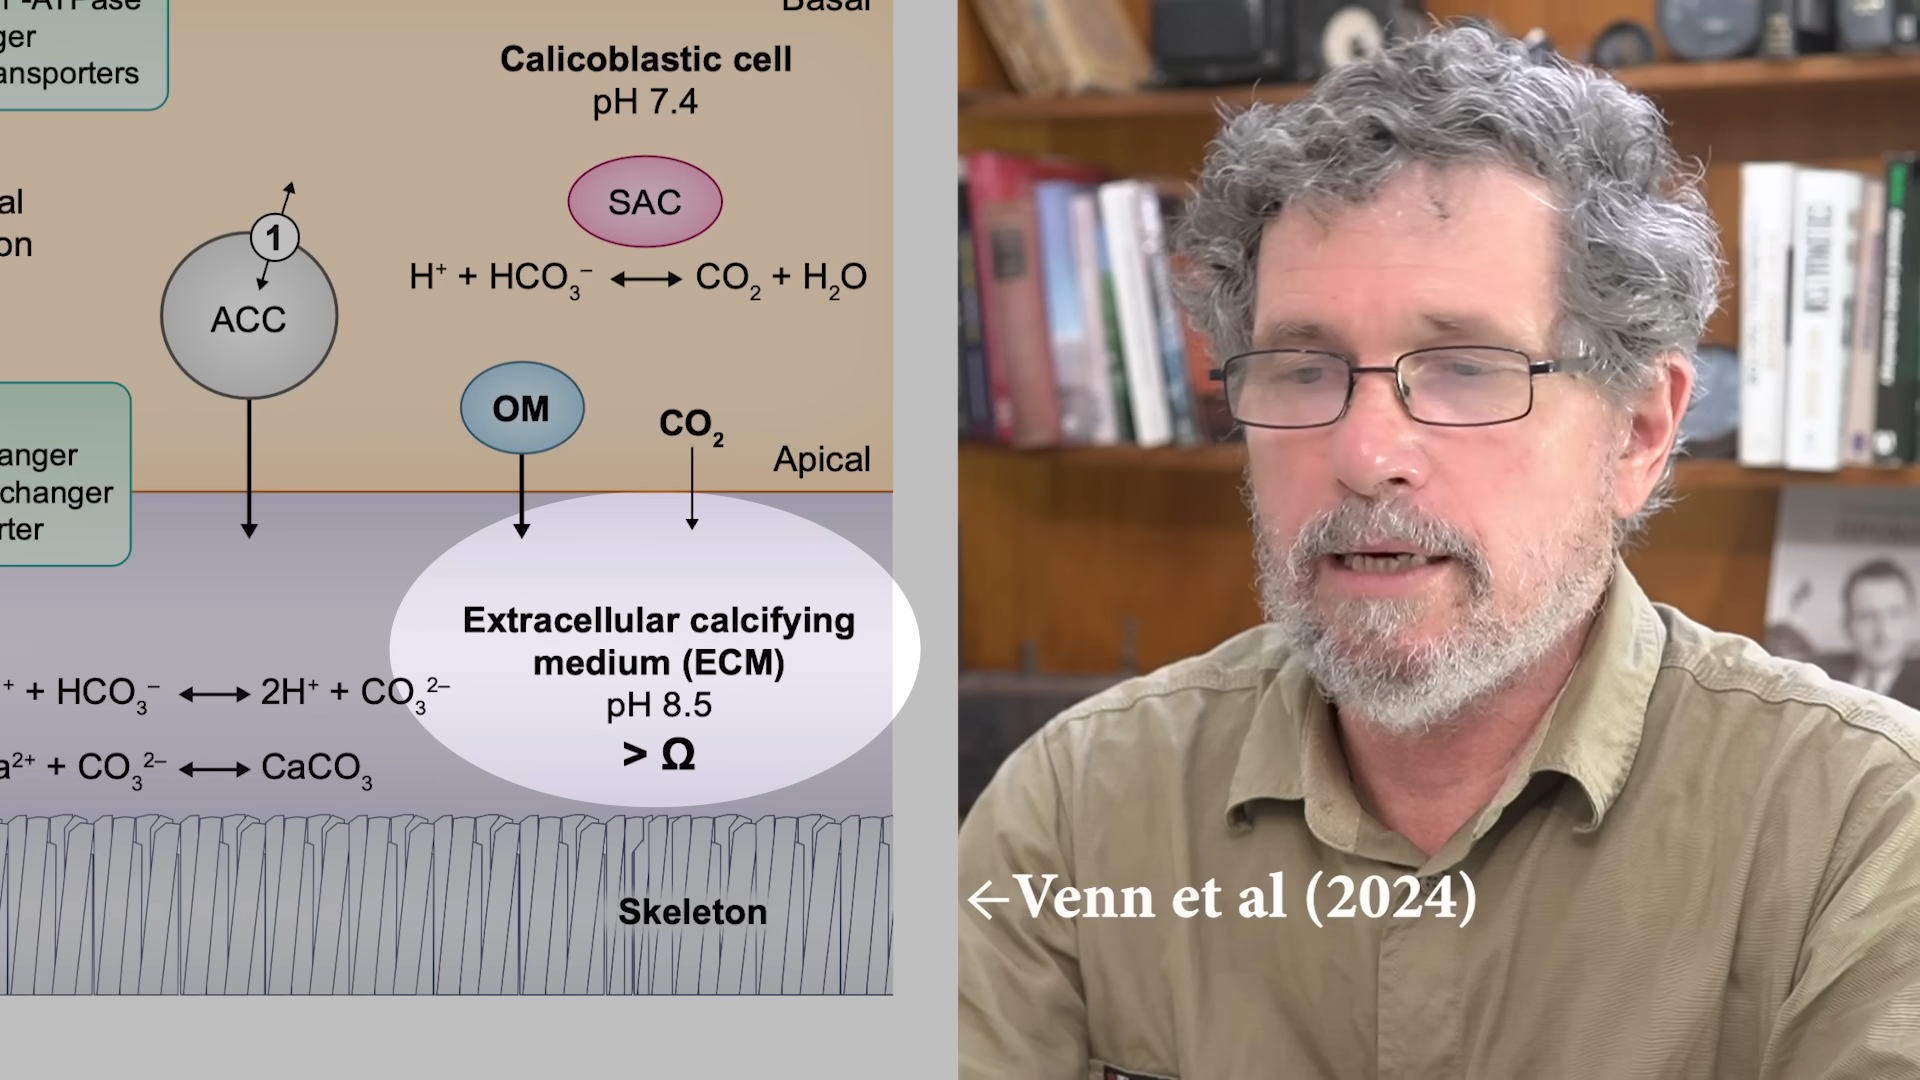 Basal
-ATPase
ger
ansporters
Calicoblastic cell
pH 7.4
al
on
1
ACC
SAC
H⁺ + HCO₃⁻ ⟷ CO₂ + H₂O
OM
CO₂
Apical
anger
changer
rter
Extracellular calcifying
medium (ECM)
pH 8.5
> Ω
⁺ + HCO₃⁻ ⟷ 2H⁺ + CO₃²⁻
a²⁺ + CO₃²⁻ ⟷ CaCO₃
Skeleton
←Venn et al (2024)